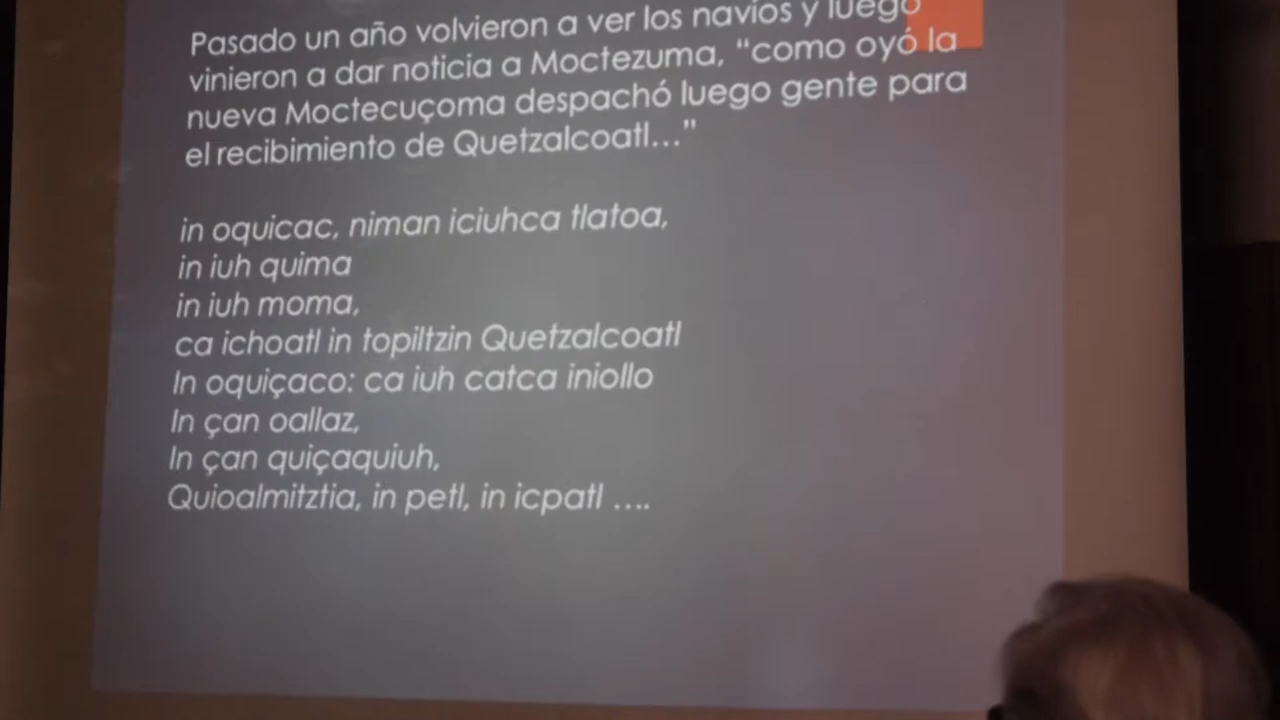 Pasado un año volvieron a ver los navíos y luego
vinieron a dar noticia a Moctezuma, “como oyó la
nueva Moctecuçoma despachó luego gente para
el recibimiento de Quetzalcoatl…”
in oquicac, niman iciuhca tlatoa,
in iuh quima
in iuh moma,
ca ichoatl in topiltzin Quetzalcoatl
In oquiçaco: ca iuh catca iniollo
In çan oallaz,
In çan quiçaquiuh,
Quioalmitztia, in petl, in icpatl ....